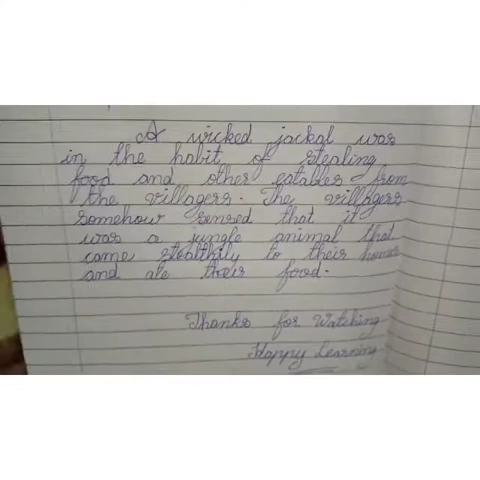 A wicked jackal was
in the habit of stealing
food and other eatables from
the villagers. The villagers
somehow sensed that it
was a jungle animal that
came stealthily to their homes
and ate their food.
Thanks for Watching
Happy Learning